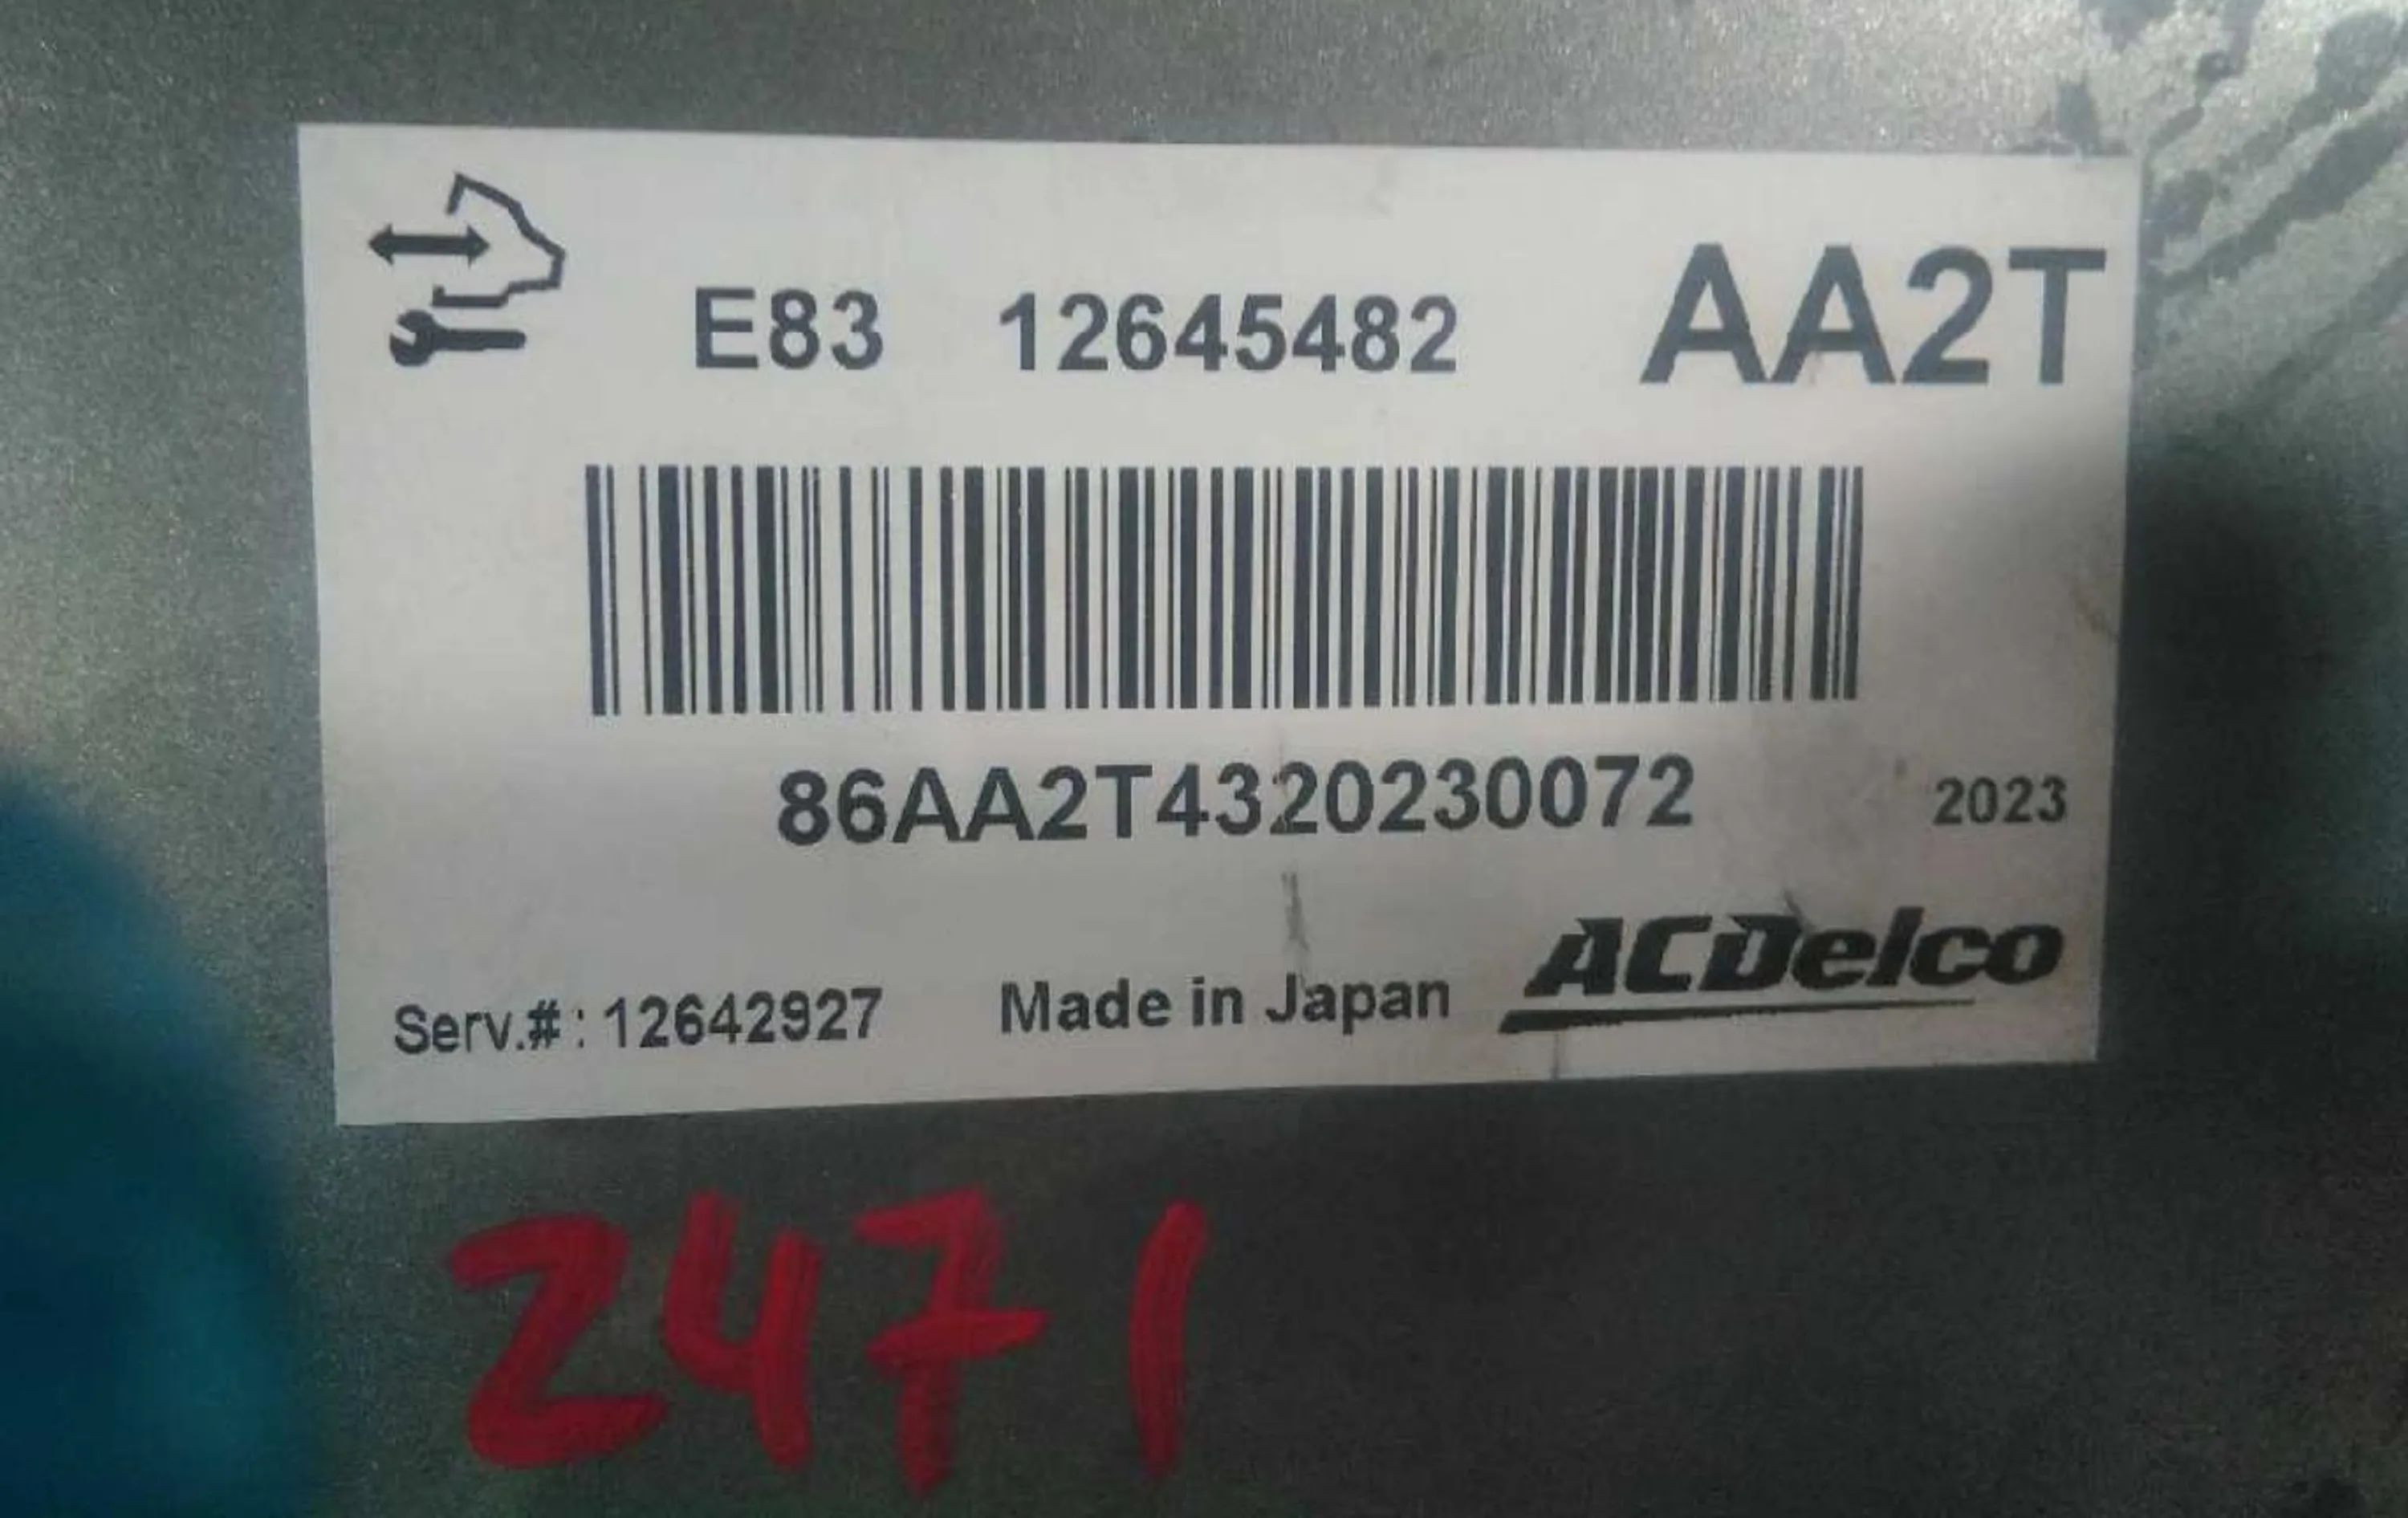 E83 12645482 AA2T
86AA2T4320230072 2023
Serv.#: 12642927 Made in Japan ACDelco
2471